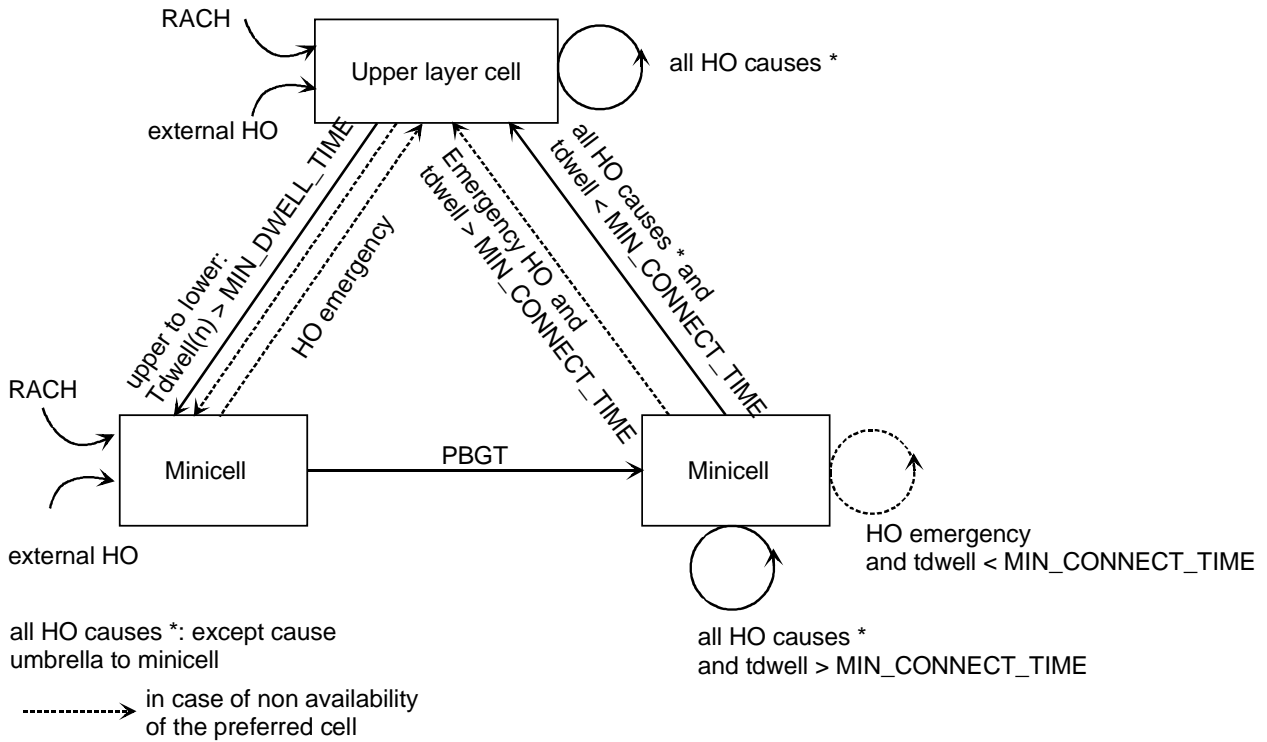 RACH
Upper layer cell
all HO causes *
external HO
upper to lower:
Tdwell(n) > MIN_DWELL_TIME
HO emergency
Emergency HO and
tdwell > MIN_CONNECT_TIME
all HO causes * and
tdwell < MIN_CONNECT_TIME
RACH
Minicell
PBGT
Minicell
external HO
HO emergency
and tdwell < MIN_CONNECT_TIME
all HO causes *
and tdwell > MIN_CONNECT_TIME
all HO causes *: except cause
umbrella to minicell
in case of non availability
of the preferred cell